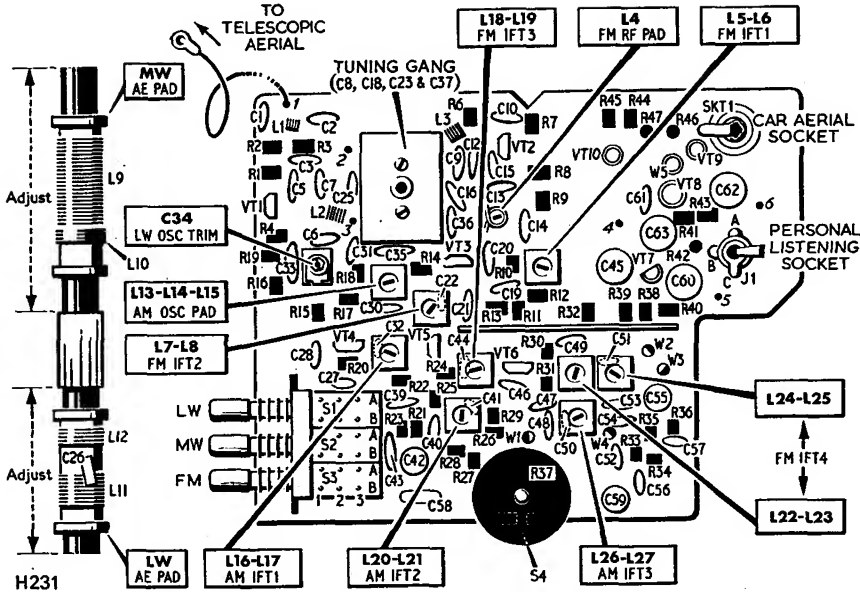 TO
TELESCOPIC
AERIAL
L18-L19
FM IFT3
L4
FM RF PAD
L5-L6
FM IFT1
MW
AE PAD
TUNING GANG
(C8, C18, C23 & C37)
1
C1
L1
C2
R6
C10
L3
R7
R45 R44
R47
R46
SKT1
CAR AERIAL
SOCKET
R2
R3
2
C3
VT2
C9
C12
C15
R8
VT10
W5
VT9
Adjust
L9
R1
C5
C7
C25
C16
C13
R9
C61
VT8
C62
VT1
L2
3
C36
C14
4
R43
6
C34
LW OSC TRIM
R4
C6
C31
C35
VT3
C20
C63
R41
A
PERSONAL
LISTENING
SOCKET
L10
R19
C33
R18
R14
R10
C45
VT7
R42
B
J1
R16
C22
C19
R12
C60
C
5
L13-L14-L15
AM OSC PAD
R15
R17
C30
C21
R13
R11
R32
R39
R38
R40
L7-L8
FM IFT2
VT4
C32
VT5
C44
VT6
R30
C49
C51
W2
W3
C28
R20
R24
R31
L24-L25
C27
R22
R25
C46
C47
C53
C55
LW
S1
A
B
C39
C41
R29
C54
R35
R36
L12
R23
R21
C40
C48
MW
S2
A
B
R26
W1
C50
W4
R33
C57
FM IFT4
Adjust
C26
C42
R28
C52
R34
L11
FM
S3
A
B
C43
R27
R37
C56
1 2 3
C58
C59
L22-L23
LW
AE PAD
L16-L17
AM IFT1
L20-L21
AM IFT2
S4
L26-L27
AM IFT3
H231